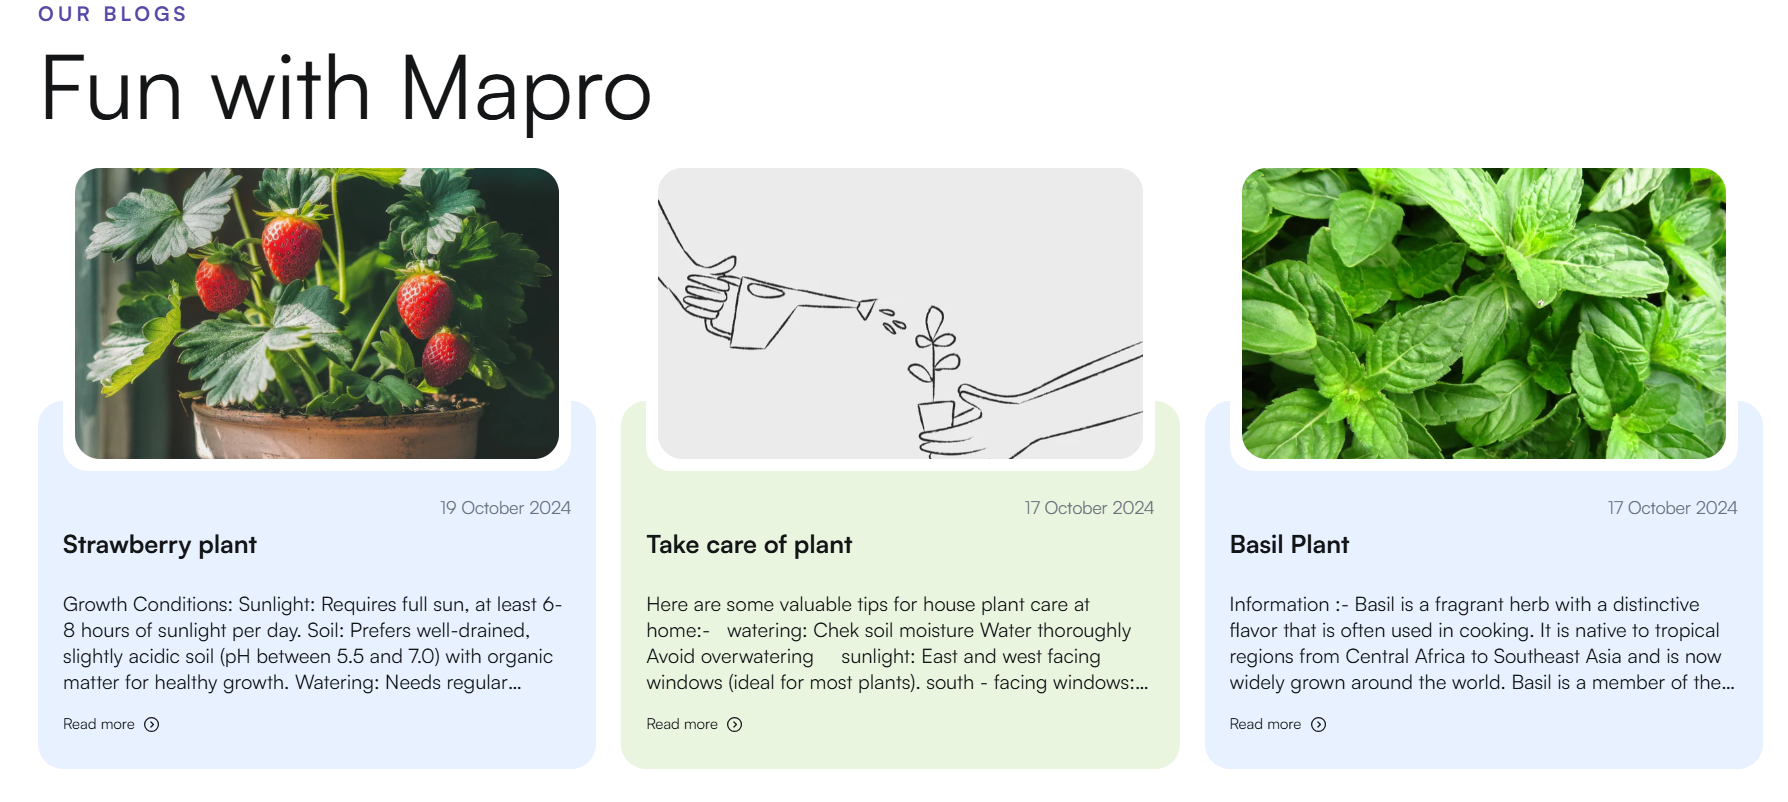 OUR BLOGS
Fun with Mapro
19 October 2024
Strawberry plant
Growth Conditions: Sunlight: Requires full sun, at least 6-
8 hours of sunlight per day. Soil: Prefers well-drained,
slightly acidic soil (pH between 5.5 and 7.0) with organic
matter for healthy growth. Watering: Needs regular...
Read more
17 October 2024
Take care of plant
Here are some valuable tips for house plant care at
home:-   watering: Chek soil moisture Water thoroughly
Avoid overwatering     sunlight: East and west facing
windows (ideal for most plants). south - facing windows:...
Read more
17 October 2024
Basil Plant
Information :- Basil is a fragrant herb with a distinctive
flavor that is often used in cooking. It is native to tropical
regions from Central Africa to Southeast Asia and is now
widely grown around the world. Basil is a member of the...
Read more